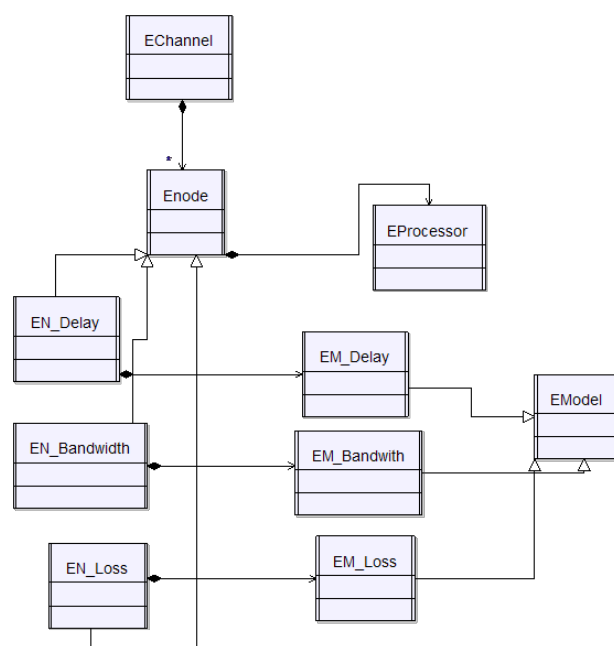 EChannel
*
Enode
EProcessor
EN_Delay
EM_Delay
EModel
EN_Bandwidth
EM_Bandwith
EN_Loss
EM_Loss